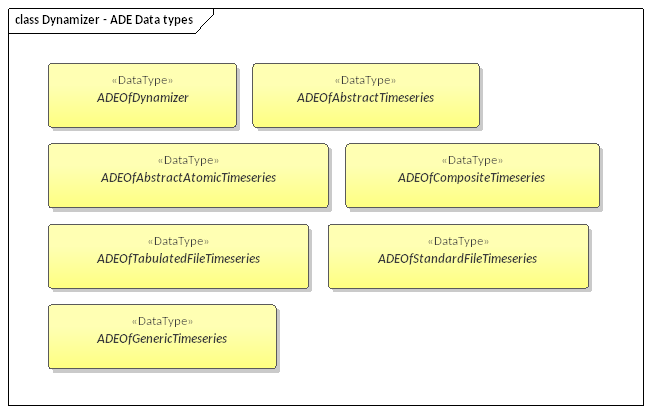 class Dynamizer - ADE Data types
«DataType»
ADEOfDynamizer
«DataType»
ADEOfAbstractTimeseries
«DataType»
ADEOfAbstractAtomicTimeseries
«DataType»
ADEOfCompositeTimeseries
«DataType»
ADEOfTabulatedFileTimeseries
«DataType»
ADEOfStandardFileTimeseries
«DataType»
ADEOfGenericTimeseries